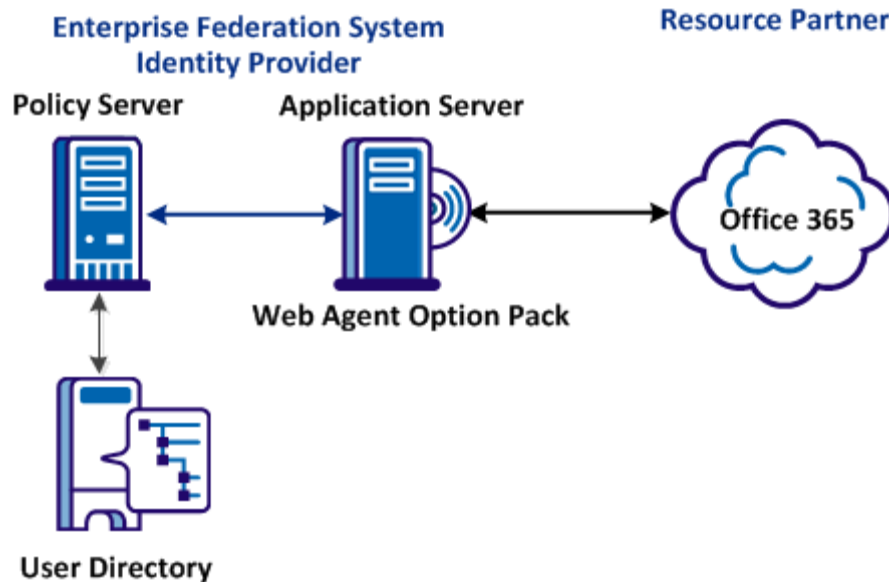 Enterprise Federation System
Identity Provider
Resource Partner
Policy Server
Application Server
Office 365
Web Agent Option Pack
User Directory